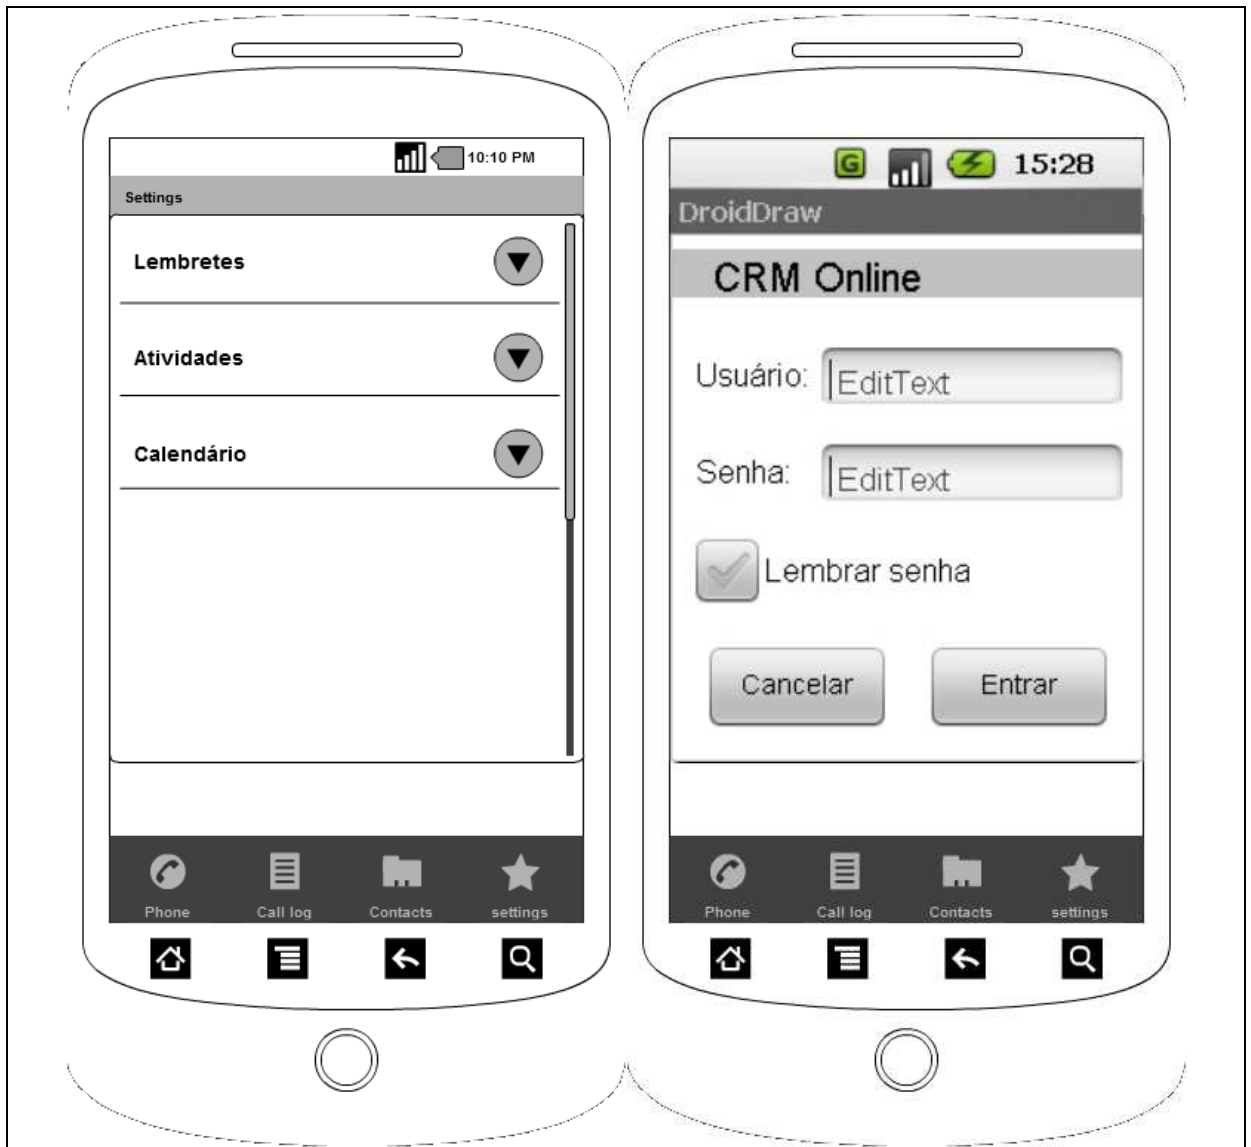 10:10 PM
Settings
Lembretes
Atividades
Calendário
Phone Call log Contacts settings
G 15:28
DroidDraw
CRM Online
Usuário: EditText
Senha: EditText
Lembrar senha
Cancelar Entrar
Phone Call log Contacts settings